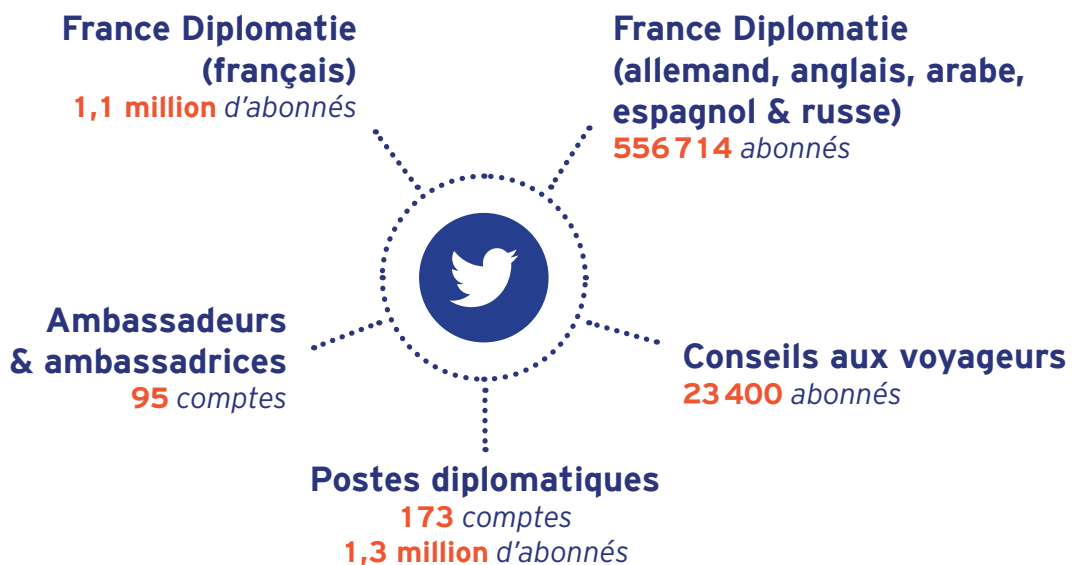 France Diplomatie
(français)
1,1 million d'abonnés
France Diplomatie
(allemand, anglais, arabe,
espagnol & russe)
556 714 abonnés
Ambassadeurs
& ambassadrices
95 comptes
Conseils aux voyageurs
23 400 abonnés
Postes diplomatiques
173 comptes
1,3 million d'abonnés